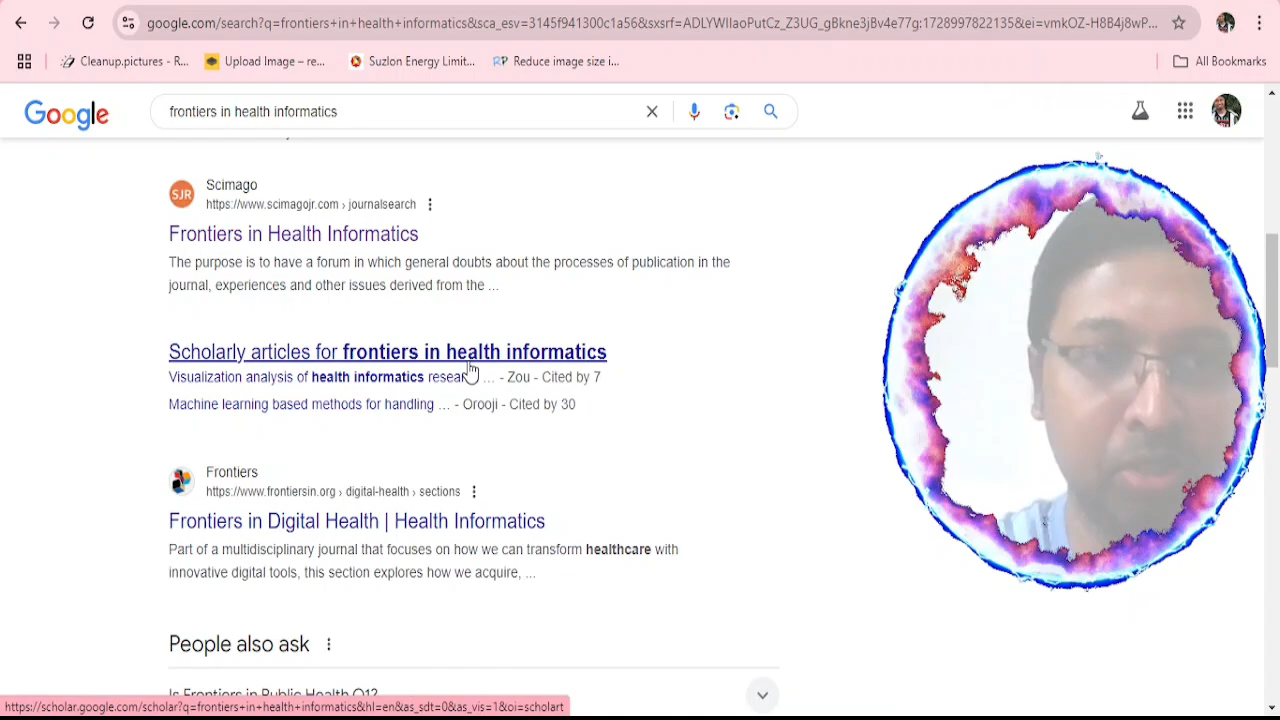 google.com/search?q=frontiers+in+health+informatics&sca_esv=3145f941300c1a56&sxsrf=ADLYWIIaoPutCz_Z3UG_gBkne3jBv4e77g:1728997822135&ei=vmkOZ-H8B4j8wP...
Cleanup.pictures - R... Upload Image – re... Suzlon Energy Limit... RP Reduce image size i... All Bookmarks
Google frontiers in health informatics
SJR Scimago
https://www.scimagojr.com › journalsearch
Frontiers in Health Informatics
The purpose is to have a forum in which general doubts about the processes of publication in the
journal, experiences and other issues derived from the ...
Scholarly articles for frontiers in health informatics
Visualization analysis of health informatics ... - Zou - Cited by 7
Machine learning based methods for handling ... - Orooji - Cited by 30
Frontiers
https://www.frontiersin.org › digital-health › sections
Frontiers in Digital Health | Health Informatics
Part of a multidisciplinary journal that focuses on how we can transform healthcare with
innovative digital tools, this section explores how we acquire, ...
People also ask
Is Frontiers in Public Health Q1?
https://scholar.google.com/scholar?q=frontiers+in+health+informatics&hl=en&as_sdt=0&as_vis=1&oi=scholart